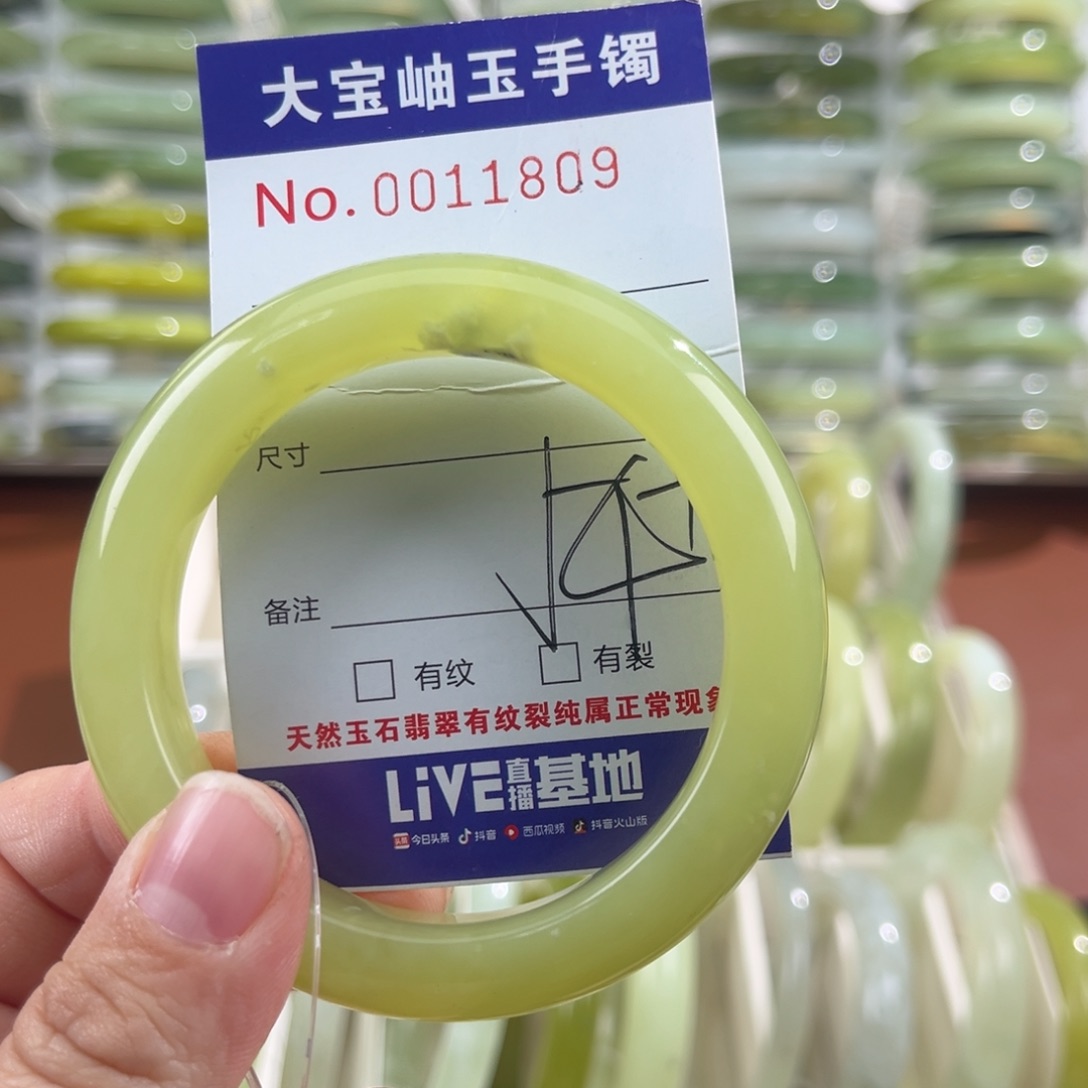 大宝岫玉手镯
No. 0011809
尺寸
备注
□ 有纹 □ 有裂
天然玉石翡翠有纹裂纯属正常现象
LiVE直播基地
今日头条 抖音 西瓜视频 抖音火山版